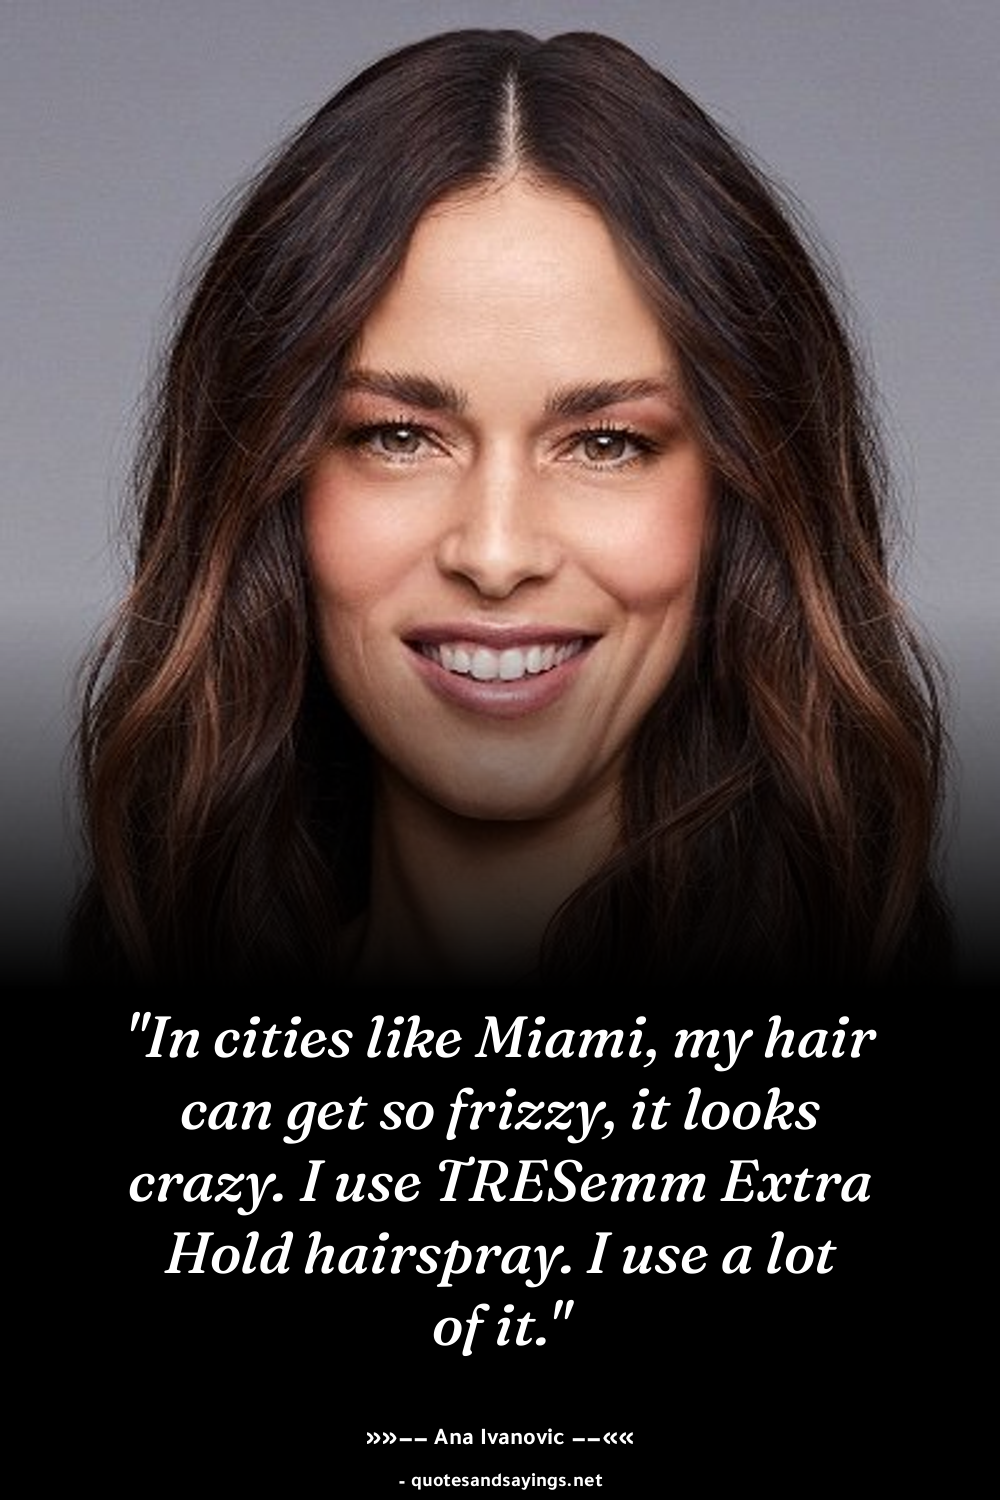 "In cities like Miami, my hair
can get so frizzy, it looks
crazy. I use TRESemm Extra
Hold hairspray. I use a lot
of it."
»»−− Ana Ivanovic −−««
- quotesandsayings.net